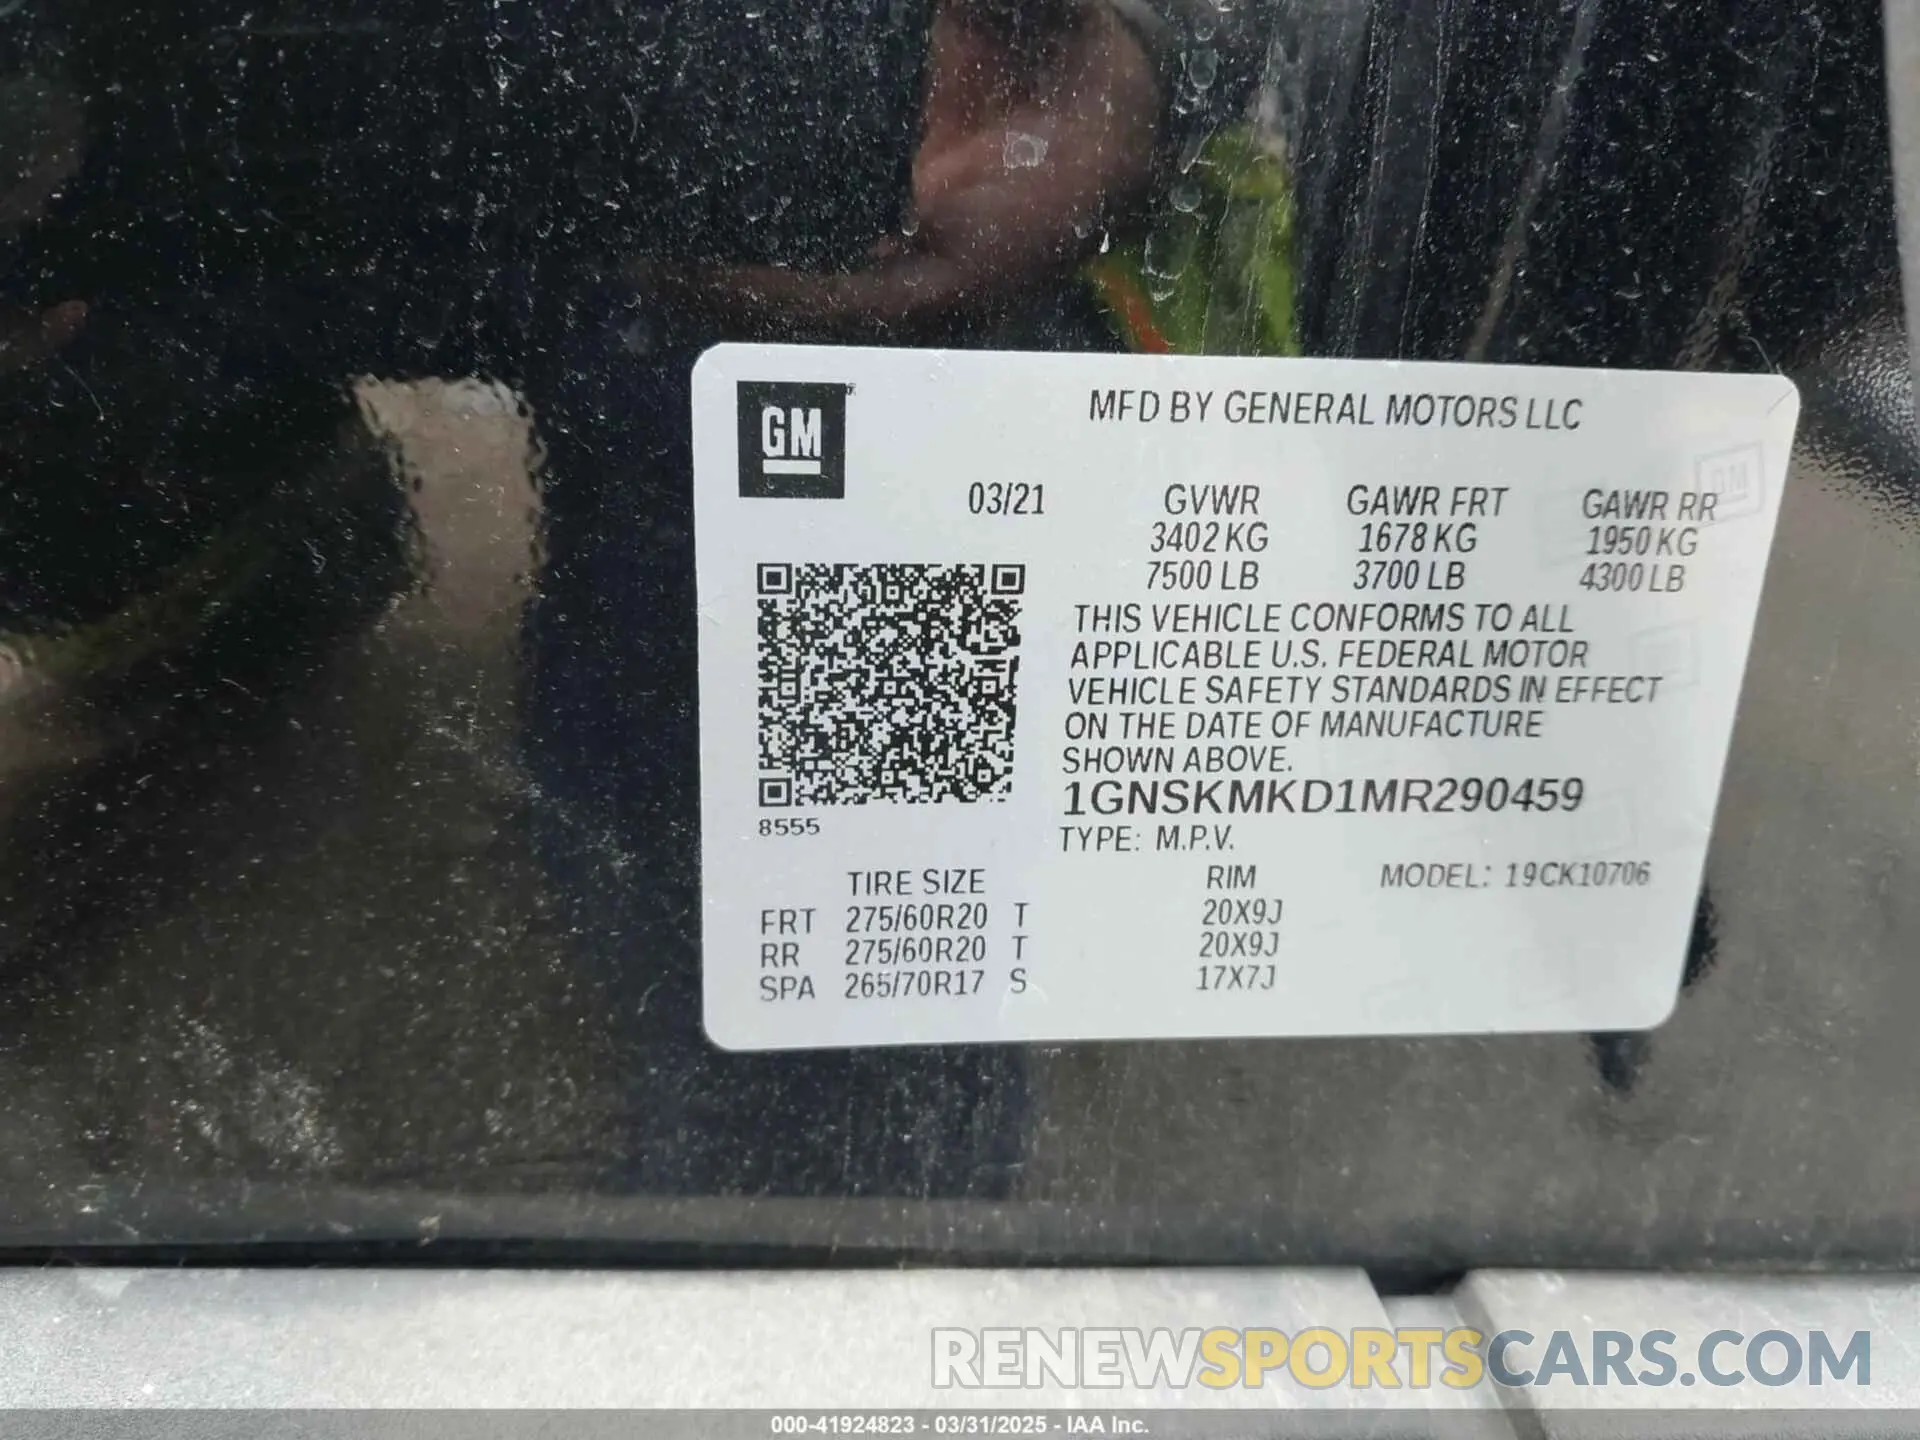 GM
MFD BY GENERAL MOTORS LLC
03/21 GVWR GAWR FRT GAWR RR
3402 KG 1678 KG 1950 KG
7500 LB 3700 LB 4300 LB
THIS VEHICLE CONFORMS TO ALL
APPLICABLE U.S. FEDERAL MOTOR
VEHICLE SAFETY STANDARDS IN EFFECT
ON THE DATE OF MANUFACTURE
SHOWN ABOVE.
1GNSKMKD1MR290459
8555
TYPE: M.P.V.
TIRE SIZE RIM MODEL: 19CK10706
FRT 275/60R20 T 20X9J
RR 275/60R20 T 20X9J
SPA 265/70R17 S 17X7J
GM
RENEWSPORTSCARS.COM
000-41924823 - 03/31/2025 - IAA Inc.